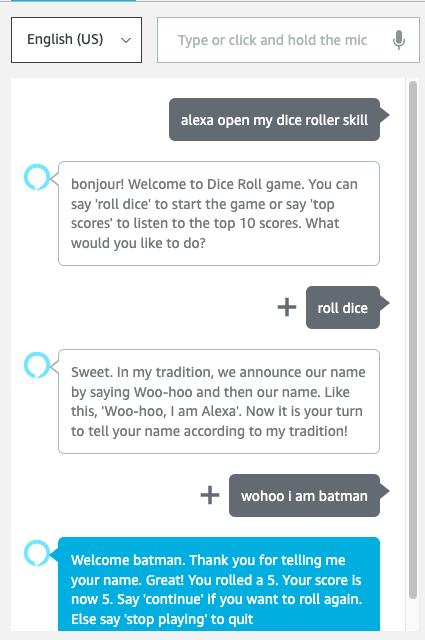 English (US)
Type or click and hold the mic
alexa open my dice roller skill
bonjour! Welcome to Dice Roll game. You can
say 'roll dice' to start the game or say 'top
scores' to listen to the top 10 scores. What
would you like to do?
roll dice
Sweet. In my tradition, we announce our name
by saying Woo-hoo and then our name. Like
this, 'Woo-hoo, I am Alexa'. Now it is your turn
to tell your name according to my tradition!
wohoo i am batman
Welcome batman. Thank you for telling me
your name. Great! You rolled a 5. Your score is
now 5. Say 'continue' if you want to roll again.
Else say 'stop playing' to quit